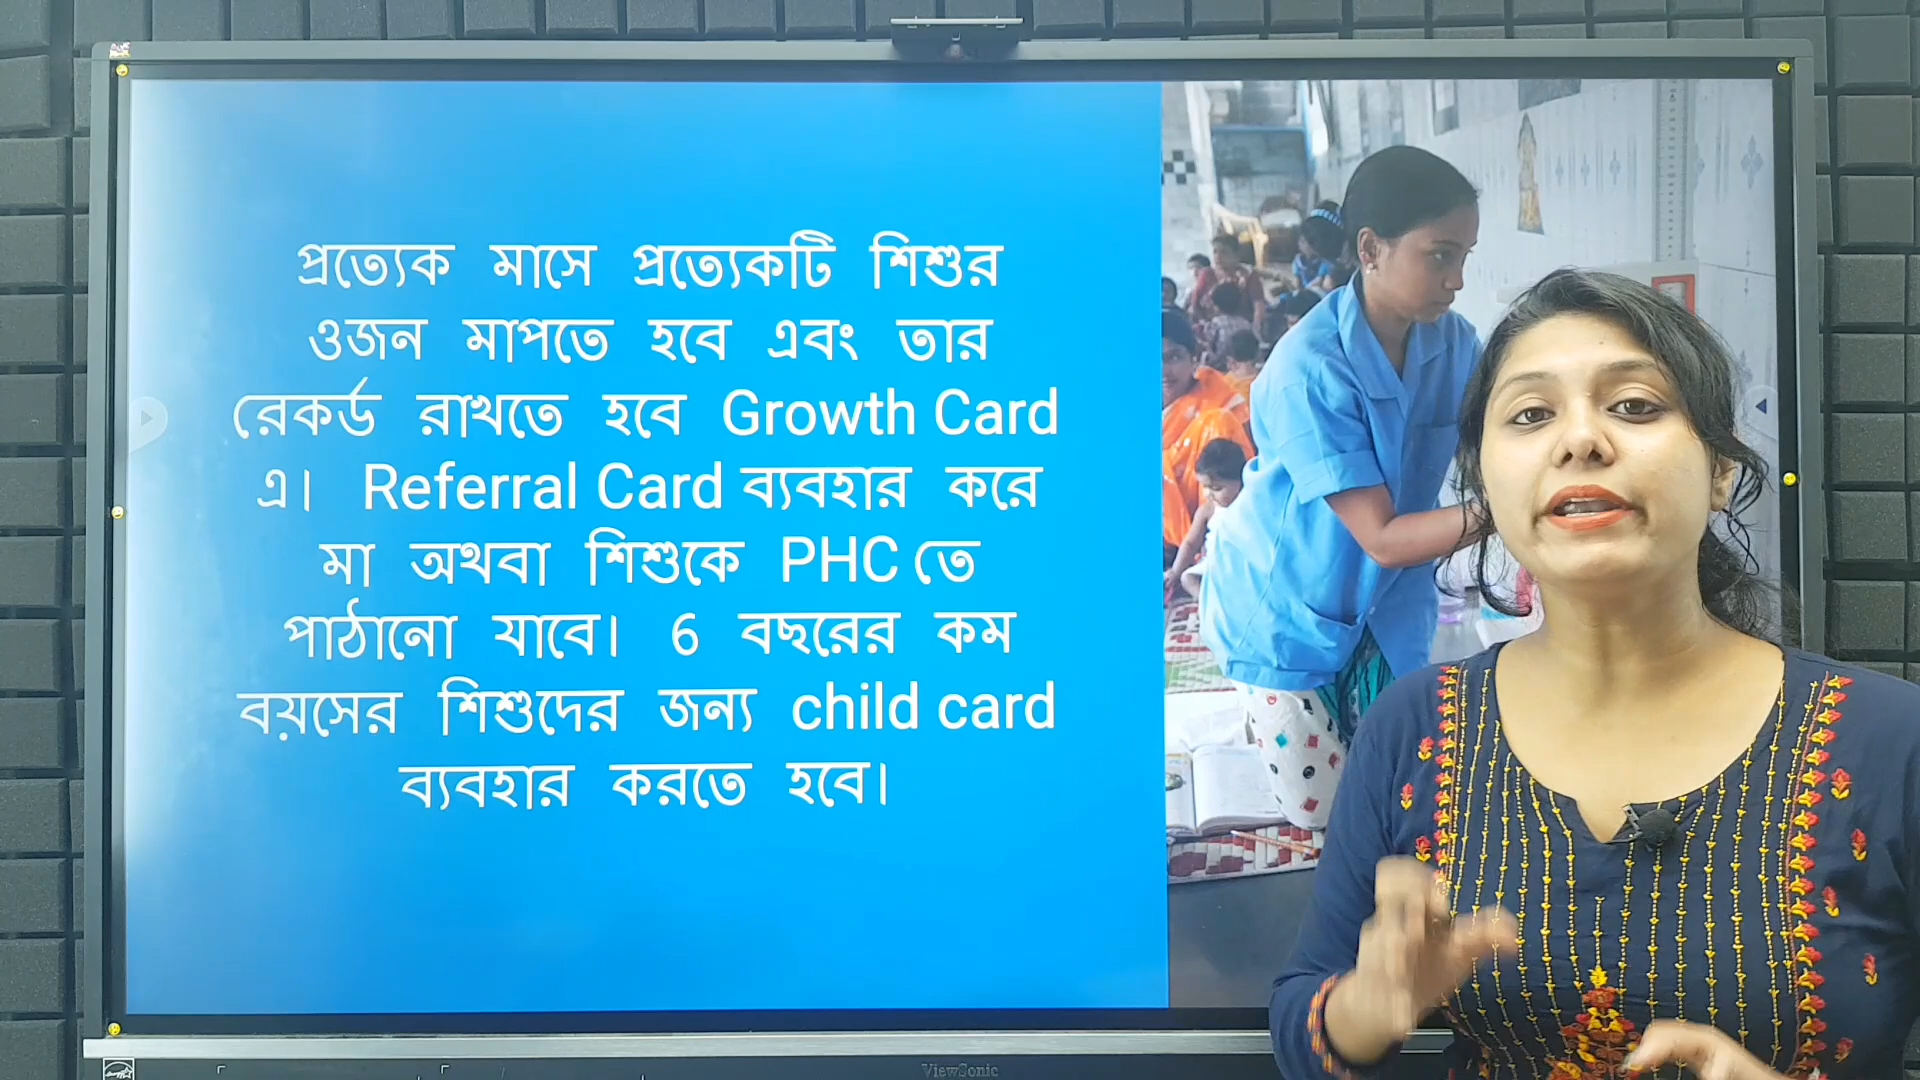 প্রত্যেক মাসে প্রত্যেকটি শিশুর
ওজন মাপতে হবে এবং তার
রেকর্ড রাখতে হবে Growth Card
এ। Referral Card ব্যবহার করে
মা অথবা শিশুকে PHC তে
পাঠানো যাবে। 6 বছরের কম
বয়সের শিশুদের জন্য child card
ব্যবহার করতে হবে।
ViewSonic